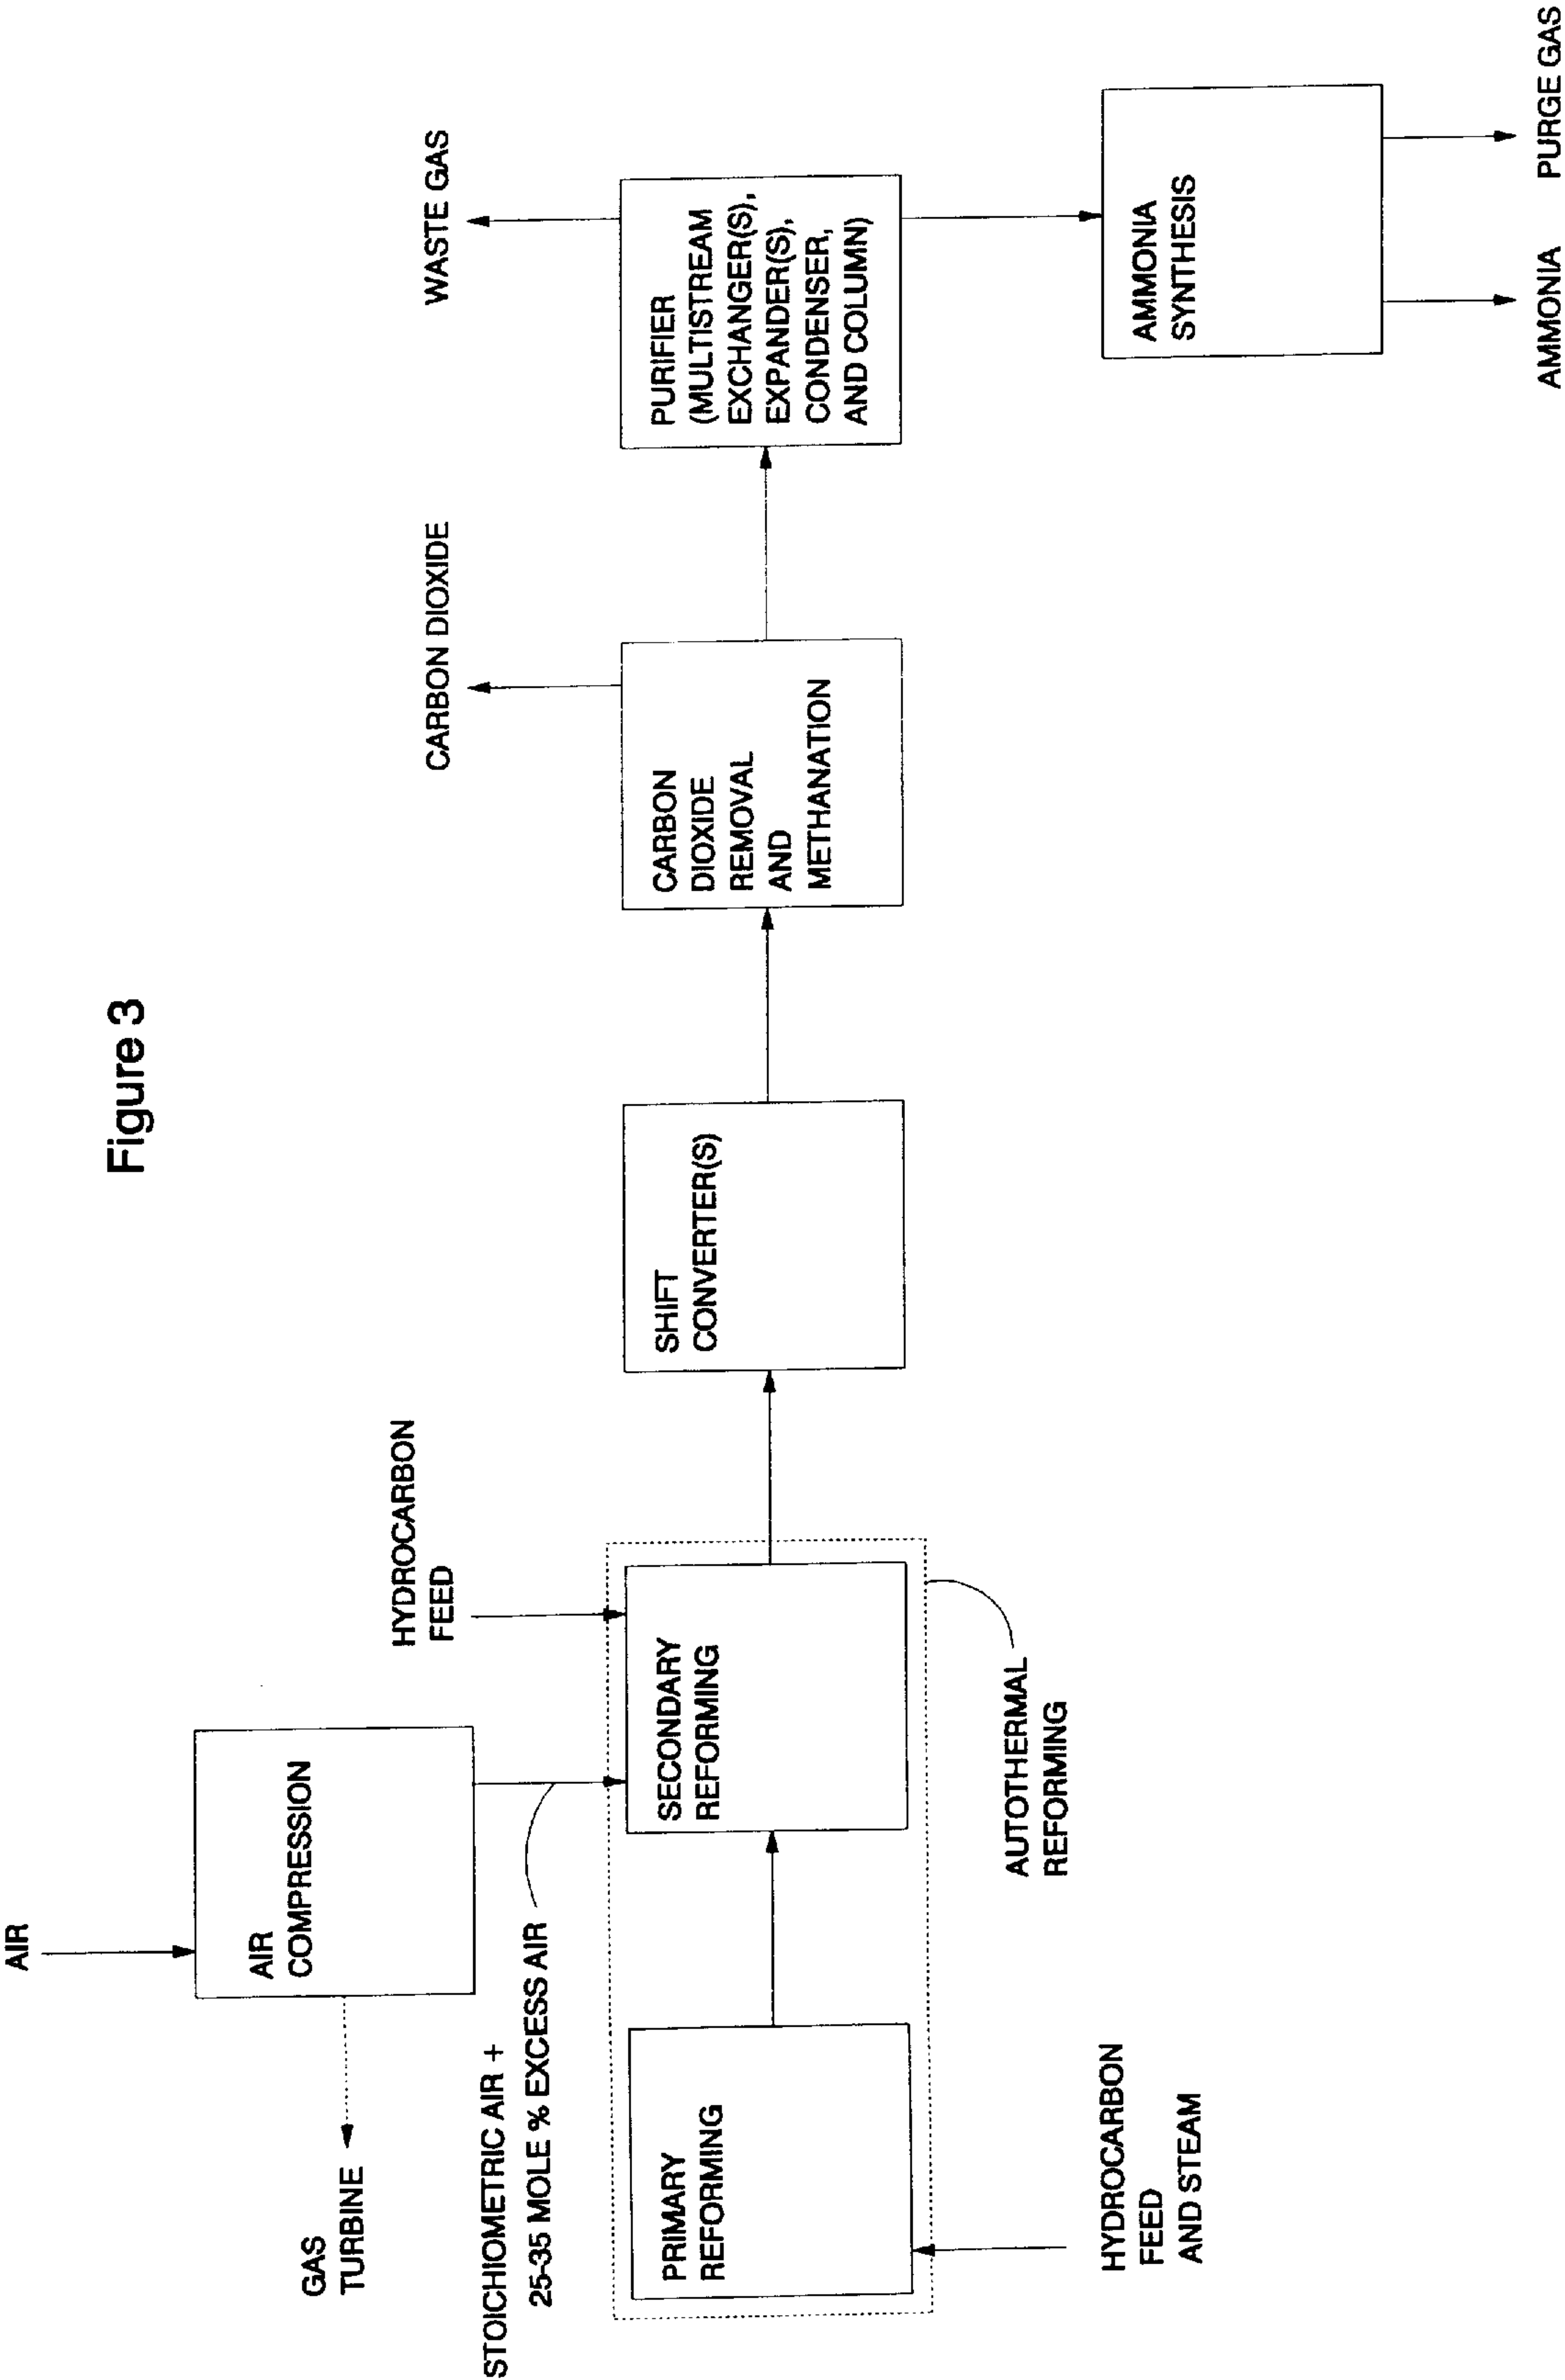 Figure 3
AIR
AIR
COMPRESSION
GAS
TURBINE
STOICHIOMETRIC AIR +
25-35 MOLE % EXCESS AIR
HYDROCARBON
FEED
PRIMARY
REFORMING
SECONDARY
REFORMING
HYDROCARBON
FEED
AND STEAM
AUTOTHERMAL
REFORMING
SHIFT
CONVERTER(S)
CARBON DIOXIDE
CARBON
DIOXIDE
REMOVAL
AND
METHANATION
WASTE GAS
PURIFIER
(MULTISTREAM
EXCHANGER(S),
EXPANDER(S),
CONDENSER,
AND COLUMN)
AMMONIA
SYNTHESIS
AMMONIA
PURGE GAS